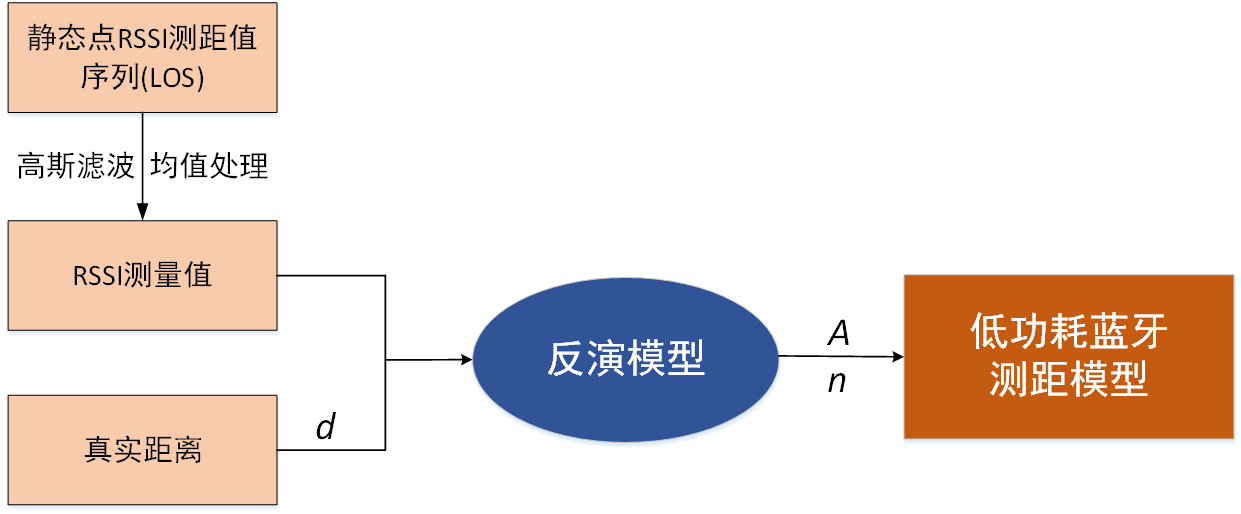 静态点RSSI测距值
序列(LOS)
高斯滤波 均值处理
RSSI测量值
真实距离
d
反演模型
A
n
低功耗蓝牙
测距模型